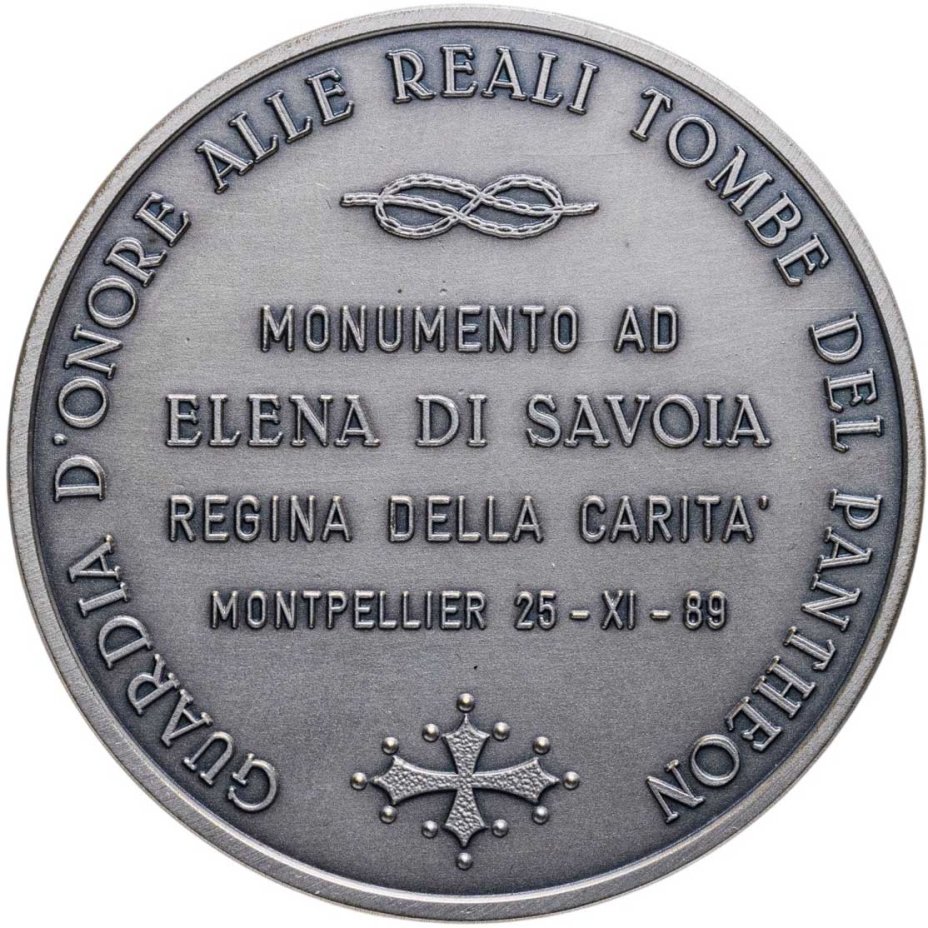 GUARDIA D'ONORE ALLE REALI TOMBE DEL PANTHEON
MONUMENTO AD
ELENA DI SAVOIA
REGINA DELLA CARITA'
MONTPELLIER 25 - XI - 89